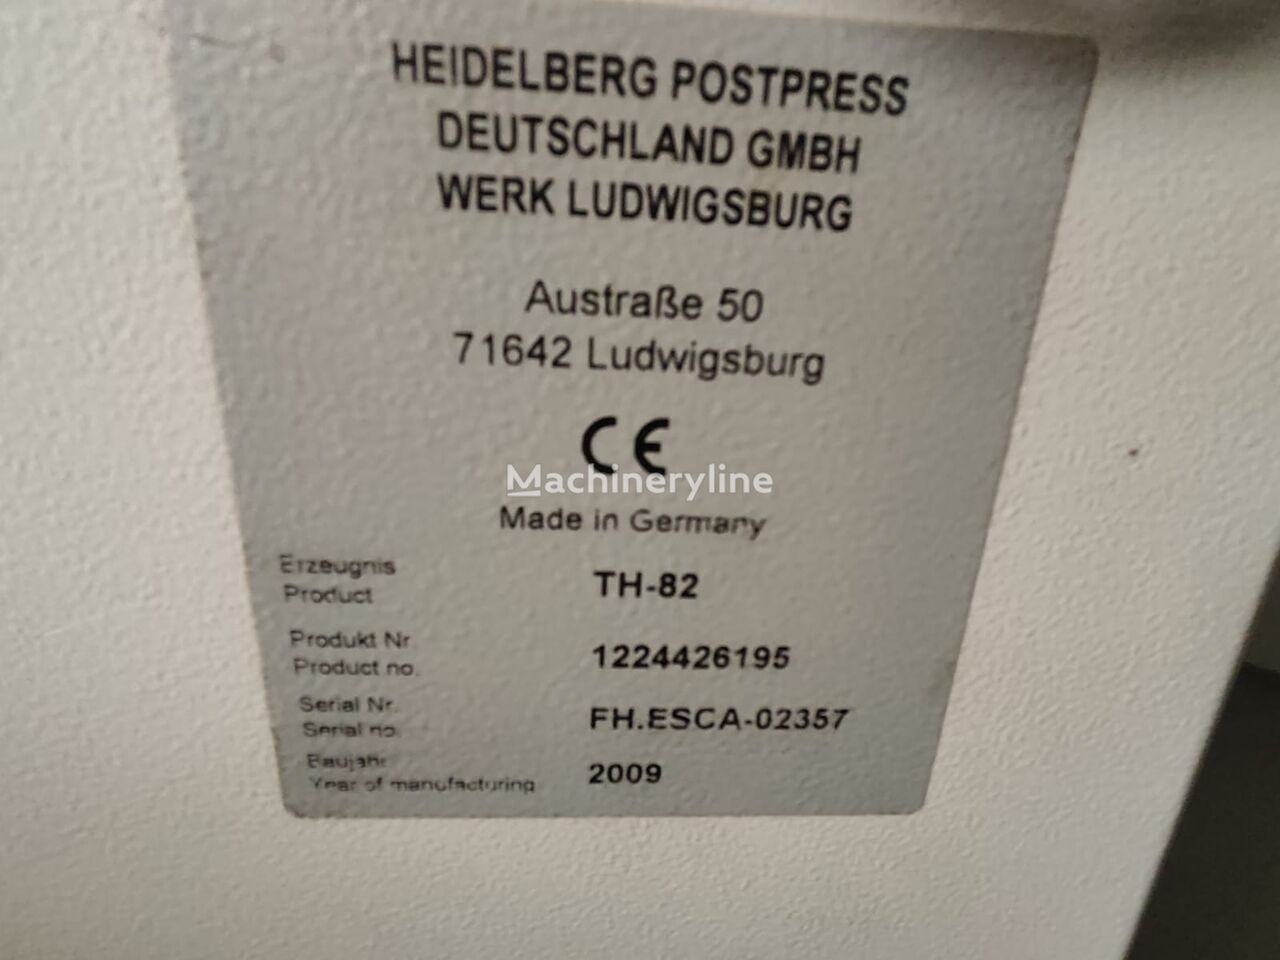 HEIDELBERG POSTPRESS
DEUTSCHLAND GMBH
WERK LUDWIGSBURG
Austraße 50
71642 Ludwigsburg
CE
Machineryline
Made in Germany
Erzeugnis
Product
TH-82
Produkt Nr
Product no.
1224426195
Serial Nr.
Serial no.
FH.ESCA-02357
Baujahr
Year of manufacturing
2009